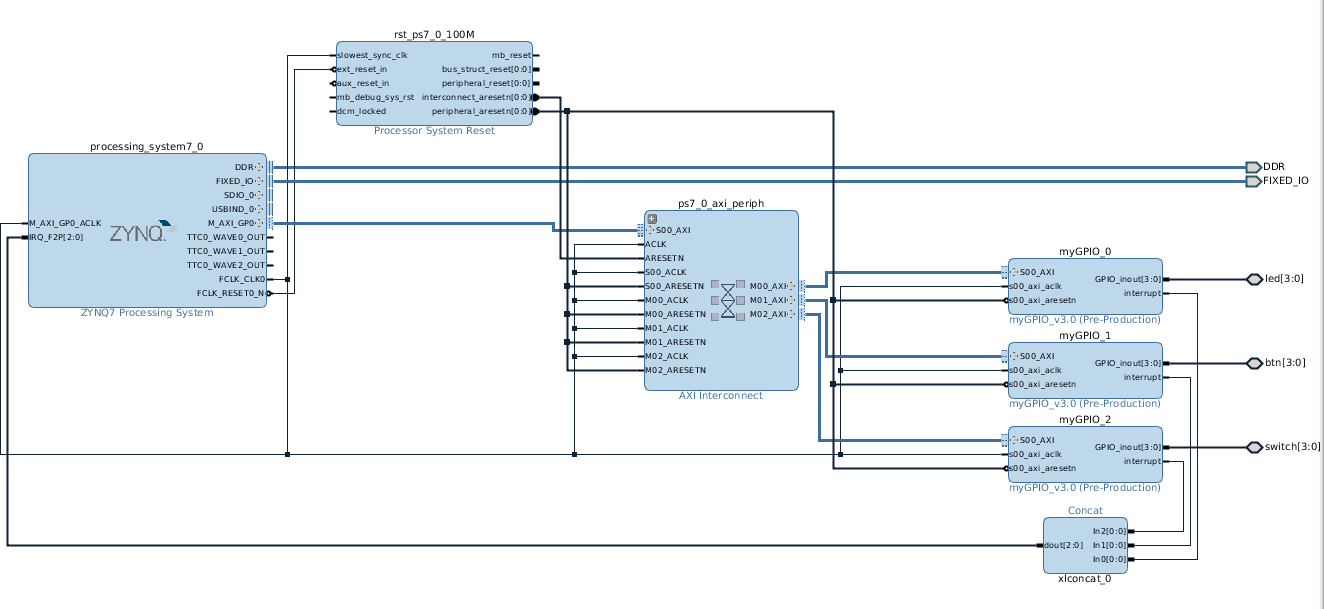 rst_ps7_0_100M
slowest_sync_clk
mb_reset
ext_reset_in
bus_struct_reset[0:0]
aux_reset_in
peripheral_reset[0:0]
mb_debug_sys_rst
interconnect_aresetn[0:0]
dcm_locked
peripheral_aresetn[0:0]
Processor System Reset
processing_system7_0
DDR
FIXED_IO
SDIO_0
USBIND_0
M_AXI_GP0_ACLK
M_AXI_GP0
IRQ_F2P[2:0]
ZYNQ
TTC0_WAVE0_OUT
TTC0_WAVE1_OUT
TTC0_WAVE2_OUT
FCLK_CLK0
FCLK_RESET0_N
ZYNQ7 Processing System
DDR
FIXED_IO
ps7_0_axi_periph
S00_AXI
ACLK
ARESETN
S00_ACLK
S00_ARESETN
M00_ACLK
M00_ARESETN
M01_ACLK
M01_ARESETN
M02_ACLK
M02_ARESETN
M00_AXI
M01_AXI
M02_AXI
AXI Interconnect
myGPIO_0
S00_AXI
s00_axi_aclk
s00_axi_aresetn
GPIO_inout[3:0]
interrupt
myGPIO_v3.0 (Pre-Production)
led[3:0]
myGPIO_1
S00_AXI
s00_axi_aclk
s00_axi_aresetn
GPIO_inout[3:0]
interrupt
myGPIO_v3.0 (Pre-Production)
btn[3:0]
myGPIO_2
S00_AXI
s00_axi_aclk
s00_axi_aresetn
GPIO_inout[3:0]
interrupt
myGPIO_v3.0 (Pre-Production)
switch[3:0]
Concat
In2[0:0]
dout[2:0]
In1[0:0]
In0[0:0]
xlconcat_0